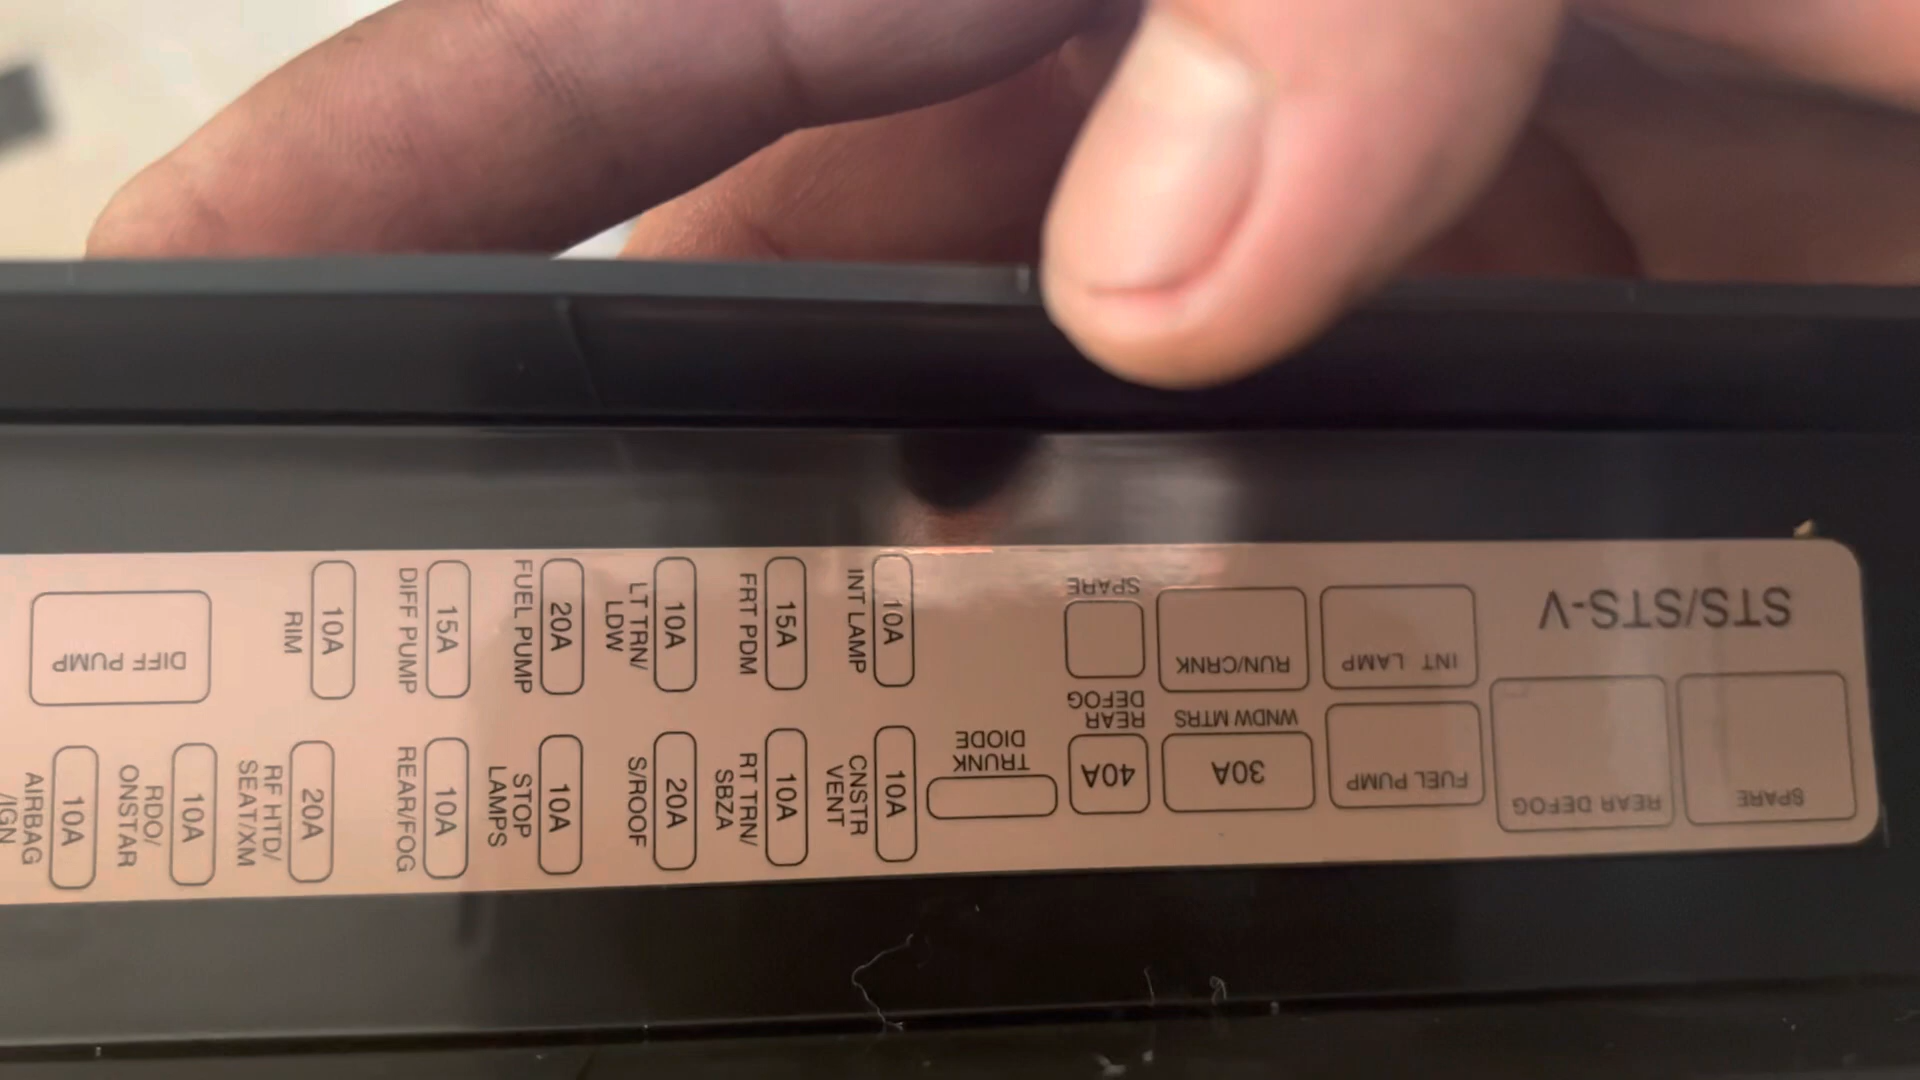 STS/STS-V
SPARE
REAR DEFOG
FUEL PUMP
INT LAMP
30A
WNDW MTRS
RUN/CRNK
40A
REAR
DEFOG
SPARE
TRUNK
DIODE
10A
INT LAMP
15A
FRT PDM
10A
LT TRN/
LDW
20A
FUEL PUMP
15A
DIFF PUMP
10A
RIM
DIFF PUMP
10A
CNSTR
VENT
10A
RT TRN/
SBZA
20A
S/ROOF
10A
STOP
LAMPS
10A
REAR/FOG
20A
RF HTD/
SEAT/XM
10A
RDO/
ONSTAR
10A
AIRBAG
/IGN